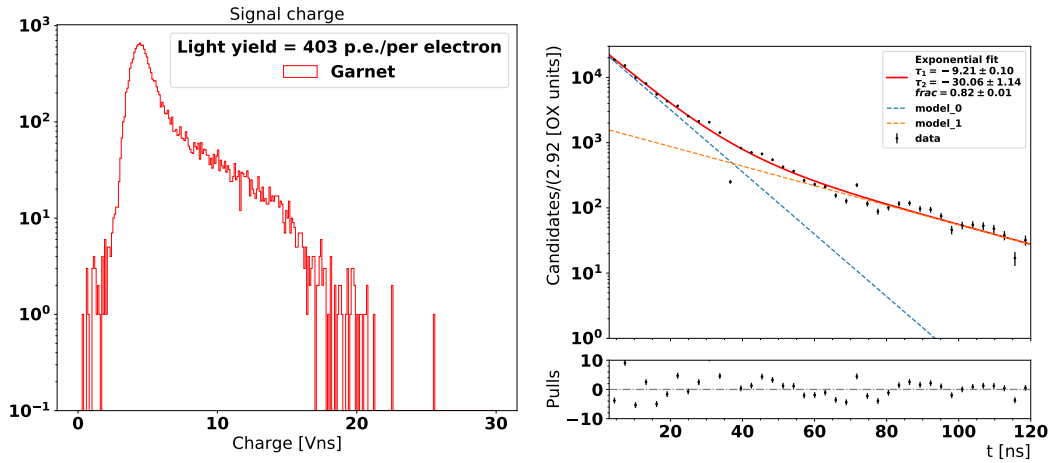 Signal charge
Light yield = 403 p.e./per electron
Garnet
10³
10²
10¹
10⁰
10⁻¹
0
10
20
30
Charge [Vns]
Candidates/(2.92 [OX units])
10⁴
10³
10²
10¹
10⁰
Exponential fit
τ₁ = −9.21 ± 0.10
τ₂ = −30.06 ± 1.14
frac = 0.82 ± 0.01
model_0
model_1
data
Pulls
10
0
−10
20
40
60
80
100
120
t [ns]